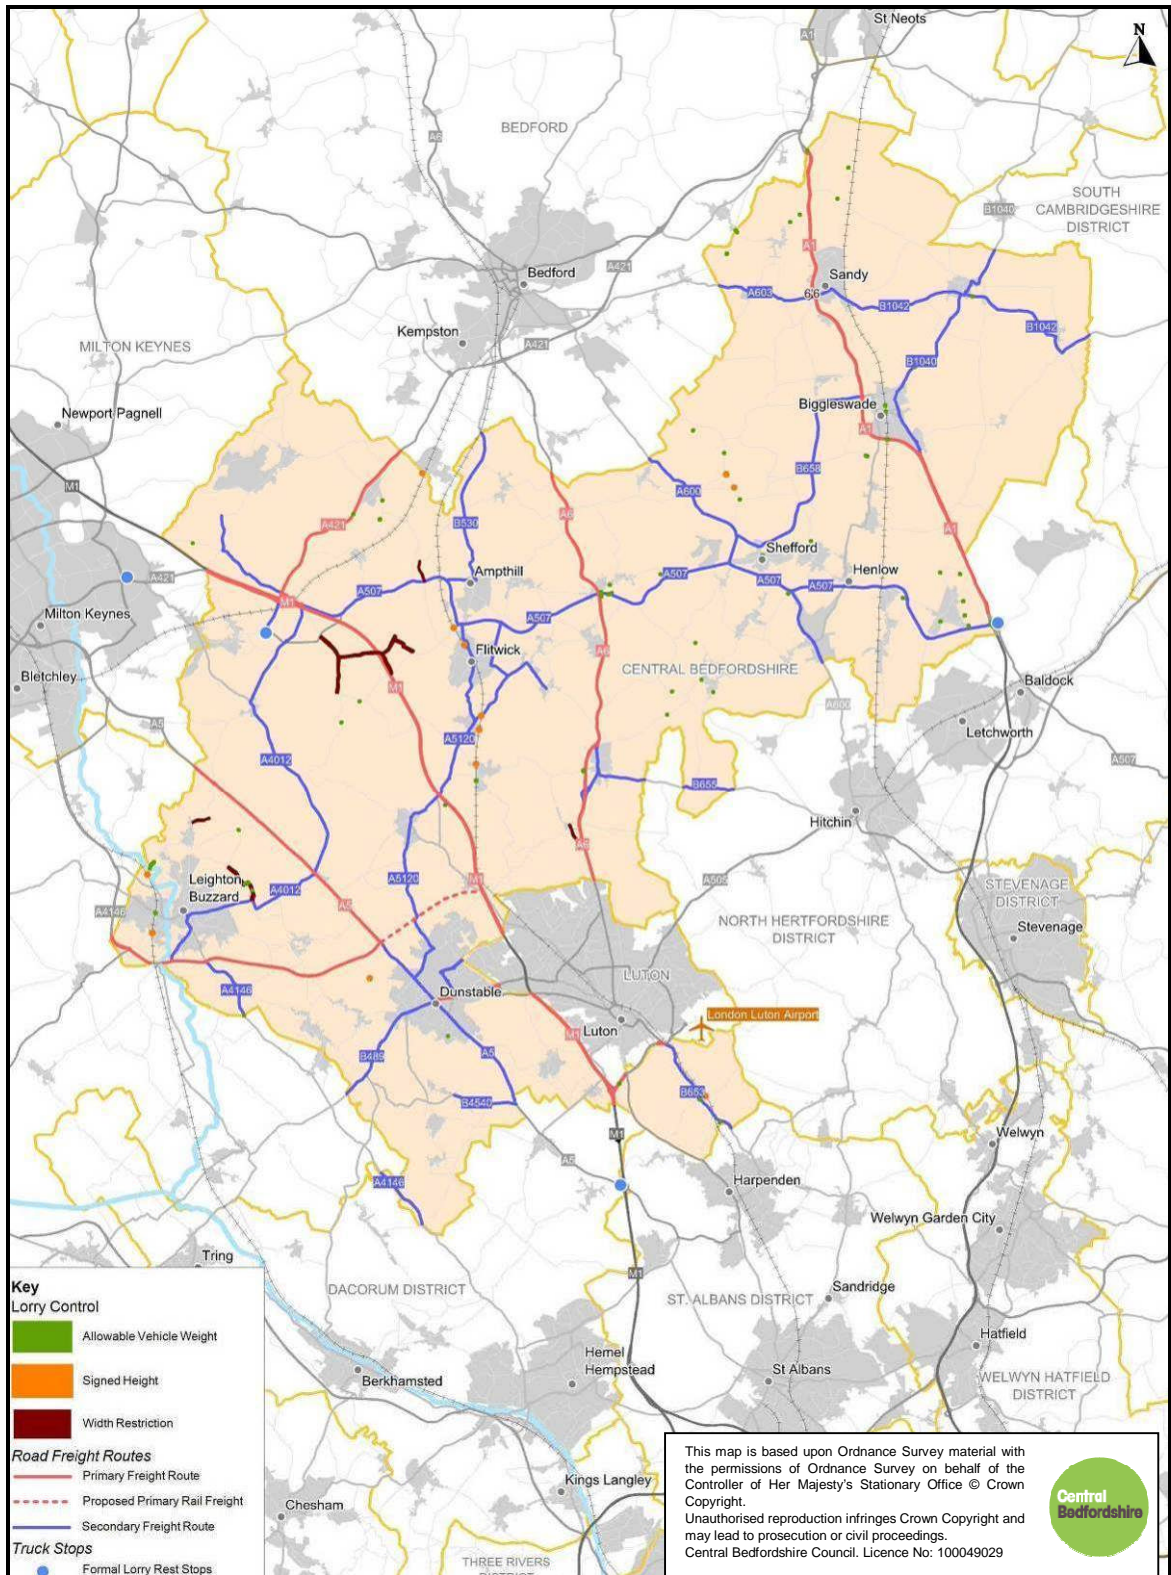 St Neots
A1
N
BEDFORD
A6
SOUTH
CAMBRIDGESHIRE
DISTRICT
B1040
A1
A421
Bedford
Sandy
A603
66
B1042
B1042
Kempston
A421
MILTON KEYNES
B1040
Newport Pagnell
Biggleswade
A1
M1
B658
A600
A6
A421
B530
A1
Shefford
A421
Ampthill
A507
A507
A507
Henlow
A507
M1
Milton Keynes
A507
Flitwick
A6
CENTRAL BEDFORDSHIRE
Bletchley
M1
Baldock
A600
A5
Letchworth
A5120
A4012
A507
B655
Hitchin
A6
Leighton
Buzzard
A4012
A5120
M1
A505
STEVENAGE
DISTRICT
A4146
A5
NORTH HERTFORDSHIRE
DISTRICT
Stevenage
LUTON
A4146
Dunstable
London Luton Airport
Luton
M1
B489
A5
B653
B4540
M1
Welwyn
A5
A4146
Harpenden
Welwyn Garden City
Tring
M1
DACORUM DISTRICT
ST. ALBANS DISTRICT
Sandridge
Hatfield
Hemel
Hempstead
St Albans
Berkhamsted
WELWYN HATFIELD
DISTRICT
Kings Langley
Chesham
THREE RIVERS
DISTRICT
Key
Lorry Control
Allowable Vehicle Weight
Signed Height
Width Restriction
Road Freight Routes
Primary Freight Route
Proposed Primary Rail Freight
Secondary Freight Route
Truck Stops
Formal Lorry Rest Stops
This map is based upon Ordnance Survey material with
the permissions of Ordnance Survey on behalf of the
Controller of Her Majesty's Stationary Office © Crown
Copyright.
Unauthorised reproduction infringes Crown Copyright and
may lead to prosecution or civil proceedings.
Central Bedfordshire Council. Licence No: 100049029
Central
Bedfordshire